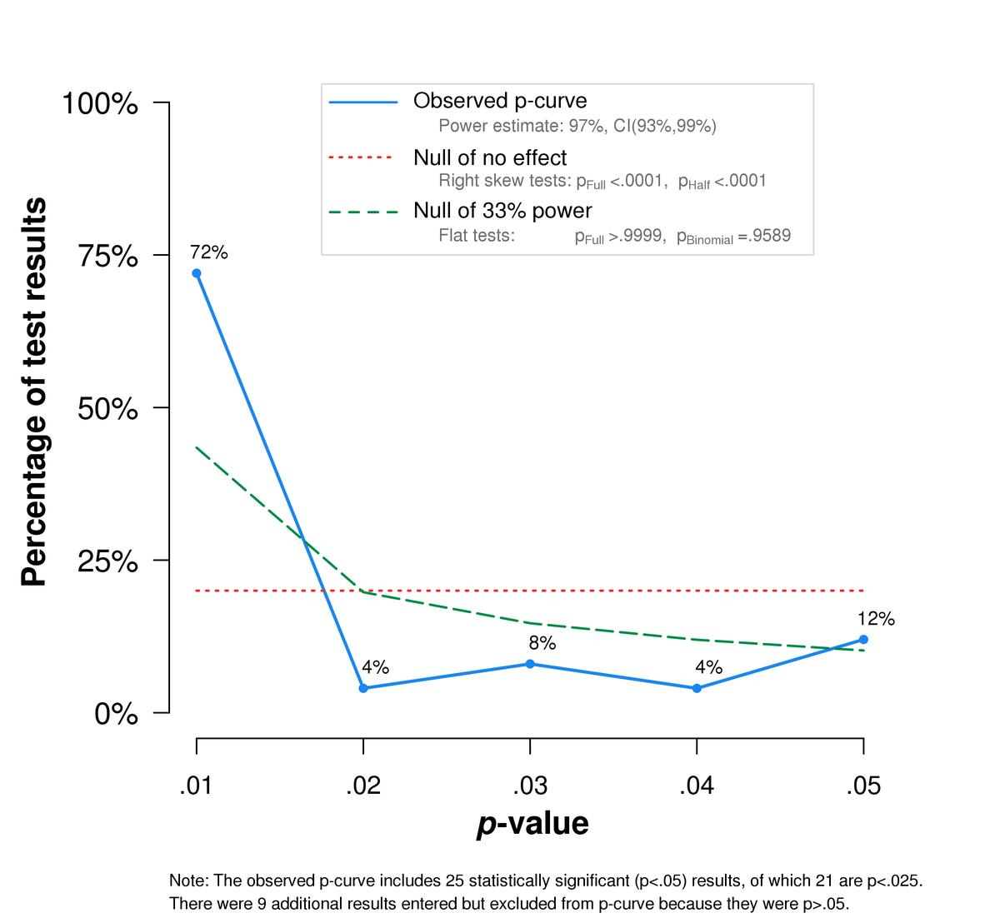 100%
75%
50%
25%
0%
Percentage of test results
Observed p-curve
Power estimate: 97%, CI(93%,99%)
Null of no effect
Right skew tests: pFull <.0001, pHalf <.0001
Null of 33% power
Flat tests: pFull >.9999, pBinomial =.9589
72%
4%
8%
4%
12%
.01 .02 .03 .04 .05
p-value
Note: The observed p-curve includes 25 statistically significant (p<.05) results, of which 21 are p<.025.
There were 9 additional results entered but excluded from p-curve because they were p>.05.